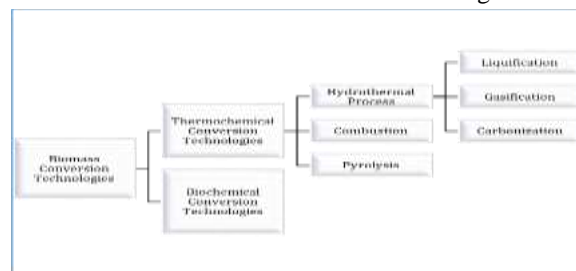 Liquification
Hydrothermal
Process
Gasification
Thermochemical
Conversion
Technologies
Combustion
Carbonization
Biomass
Conversion
Technologies
Pyrolysis
Biochemical
Conversion
Technologies